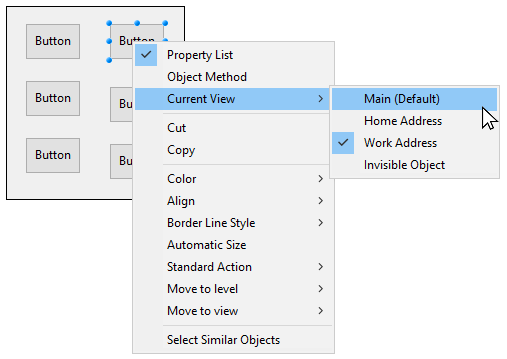 Button
Button
Button
Button
Button
Button
Property List
Object Method
Current View
Cut
Copy
Color
Align
Border Line Style
Automatic Size
Standard Action
Move to level
Move to view
Select Similar Objects
Main (Default)
Home Address
Work Address
Invisible Object